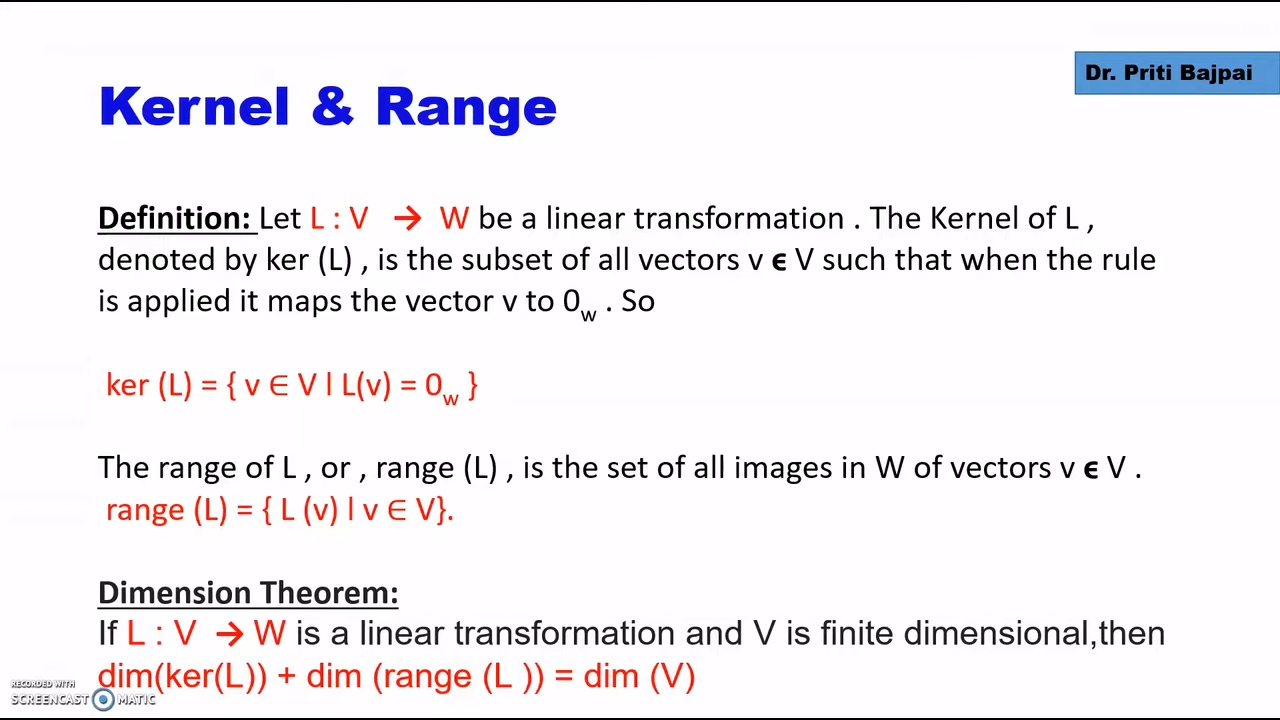 Dr. Priti Bajpai
Kernel & Range
Definition: Let L : V → W be a linear transformation . The Kernel of L ,
denoted by ker (L) , is the subset of all vectors v ϵ V such that when the rule
is applied it maps the vector v to 0w . So
ker (L) = { v ∈ V l L(v) = 0w }
The range of L , or , range (L) , is the set of all images in W of vectors v ϵ V .
range (L) = { L (v) l v ∈ V}.
Dimension Theorem:
If L : V → W is a linear transformation and V is finite dimensional,then
dim(ker(L)) + dim (range (L )) = dim (V)
RECORDED WITH
SCREENCAST MATIC